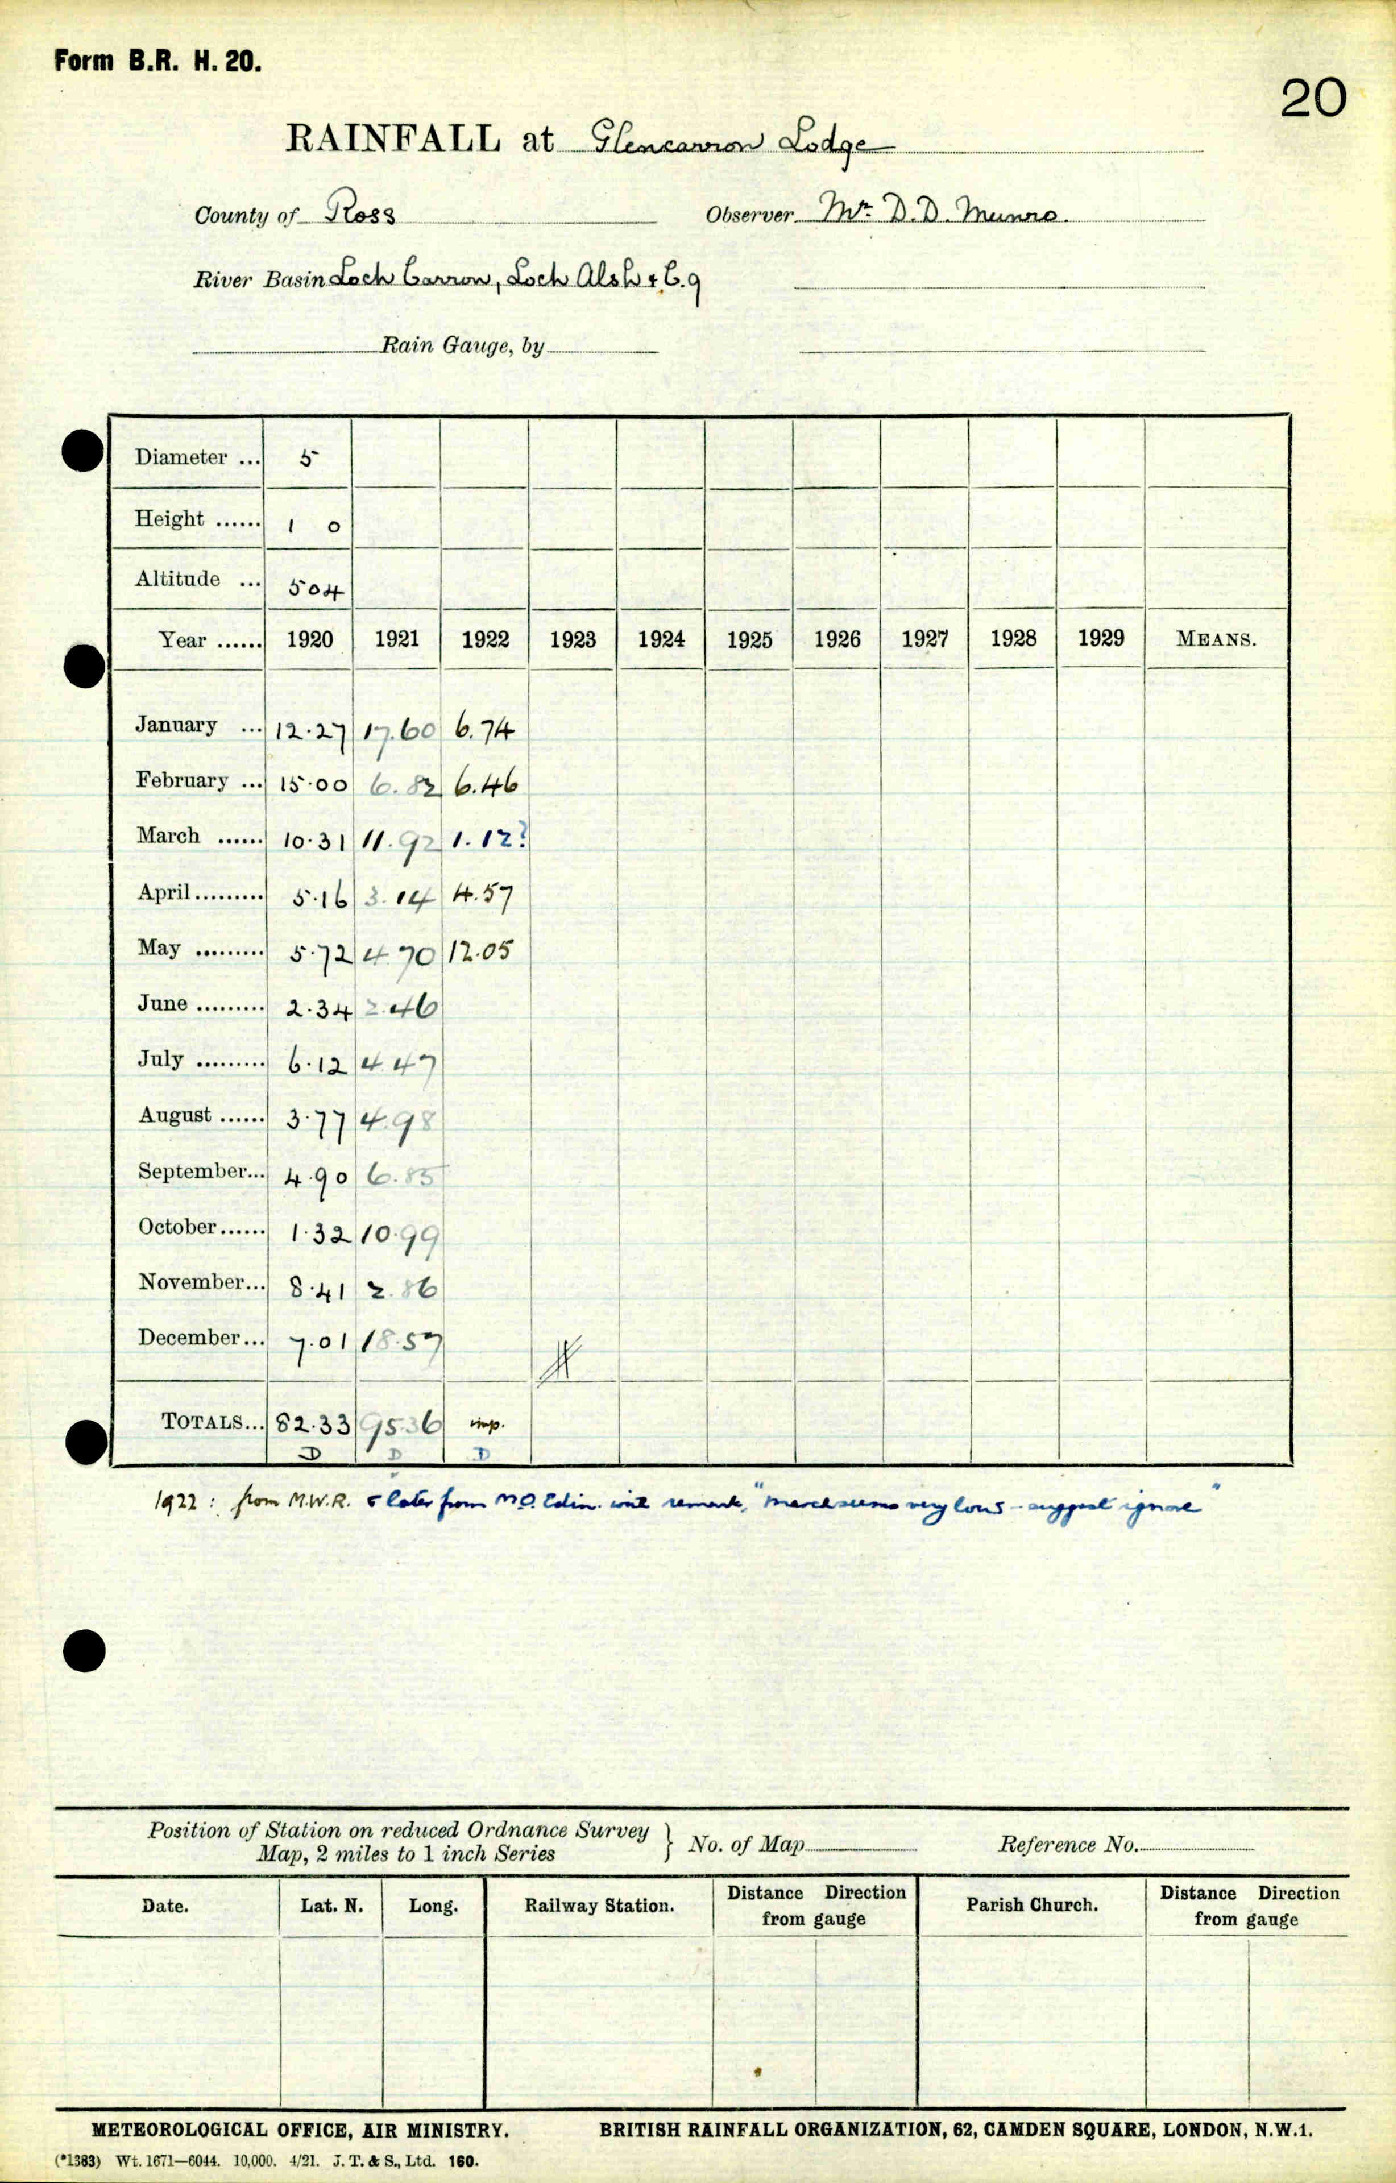 Form B.R. H. 20.
20
RAINFALL at Glencarron Lodge
County of Ross Observer Mr. D. D. Munro.
River Basin Loch Carron, Loch Alsh & C. 9
Rain Gauge, by
Diameter ... 5
Height ...... 1 0
Altitude ... 504
Year ...... 1920 1921 1922 1923 1924 1925 1926 1927 1928 1929 MEANS.
January ... 12.27 17.60 6.74
February ... 15.00 6.82 6.46
March ...... 10.31 11.92 1.12?
April ......... 5.16 3.14 4.57
May ......... 5.72 4.70 12.05
June ......... 2.34 2.46
July ......... 6.12 4.47
August ...... 3.77 4.98
September... 4.90 6.85
October...... 1.32 10.99
November... 8.41 2.86
December... 7.01 18.57
TOTALS... 82.33 95.36 imp.
D D D
1922 : from M.W.R. & later from M.O. Edin. with remark, "March seems very low - suggest ignore"
Position of Station on reduced Ordnance Survey
Map, 2 miles to 1 inch Series } No. of Map Reference No.
Date. Lat. N. Long. Railway Station. Distance Direction from gauge Parish Church. Distance Direction from gauge
METEOROLOGICAL OFFICE, AIR MINISTRY. BRITISH RAINFALL ORGANIZATION, 62, CAMDEN SQUARE, LONDON, N.W.1.
(*1383) Wt. 1671—6044. 10,000. 4/21. J. T. & S., Ltd. 160.